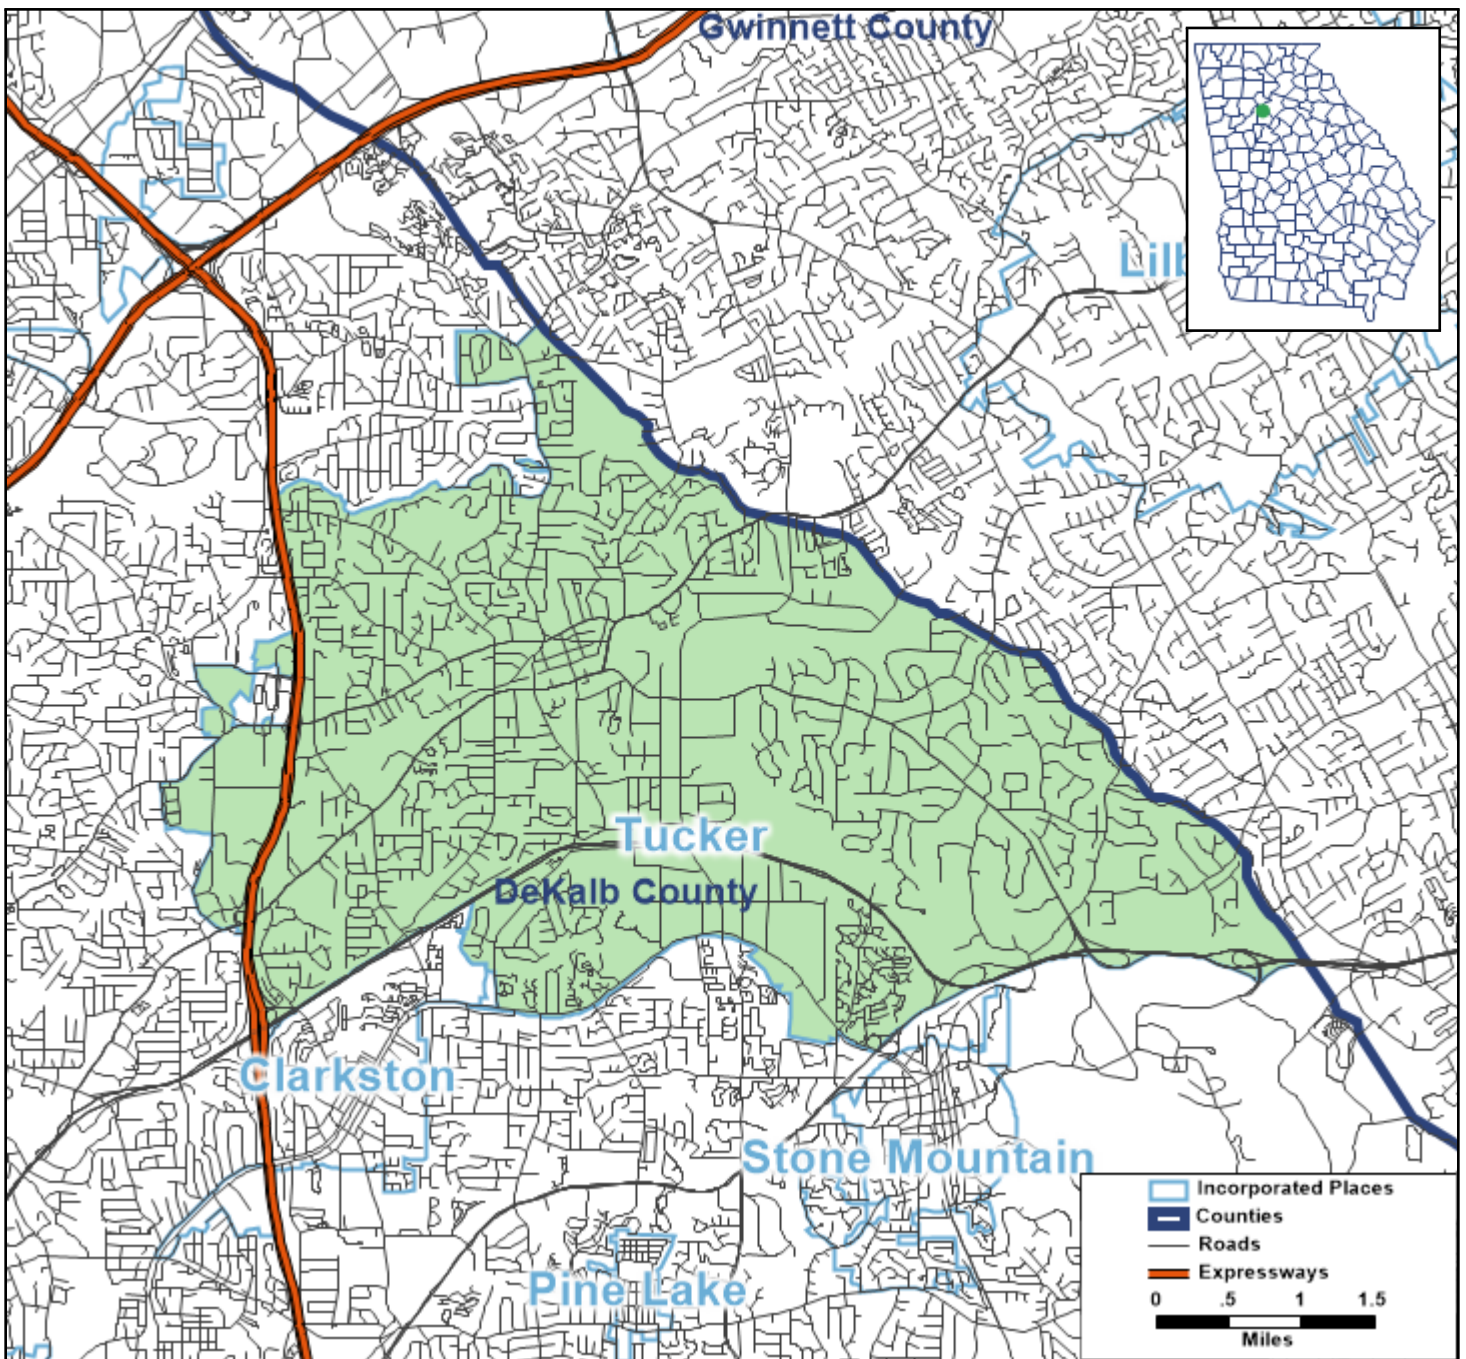 Gwinnett County
Lilb
Tucker
DeKalb County
Clarkston
Stone Mountain
Pine Lake
Incorporated Places
Counties
Roads
Expressways
0 .5 1 1.5
Miles